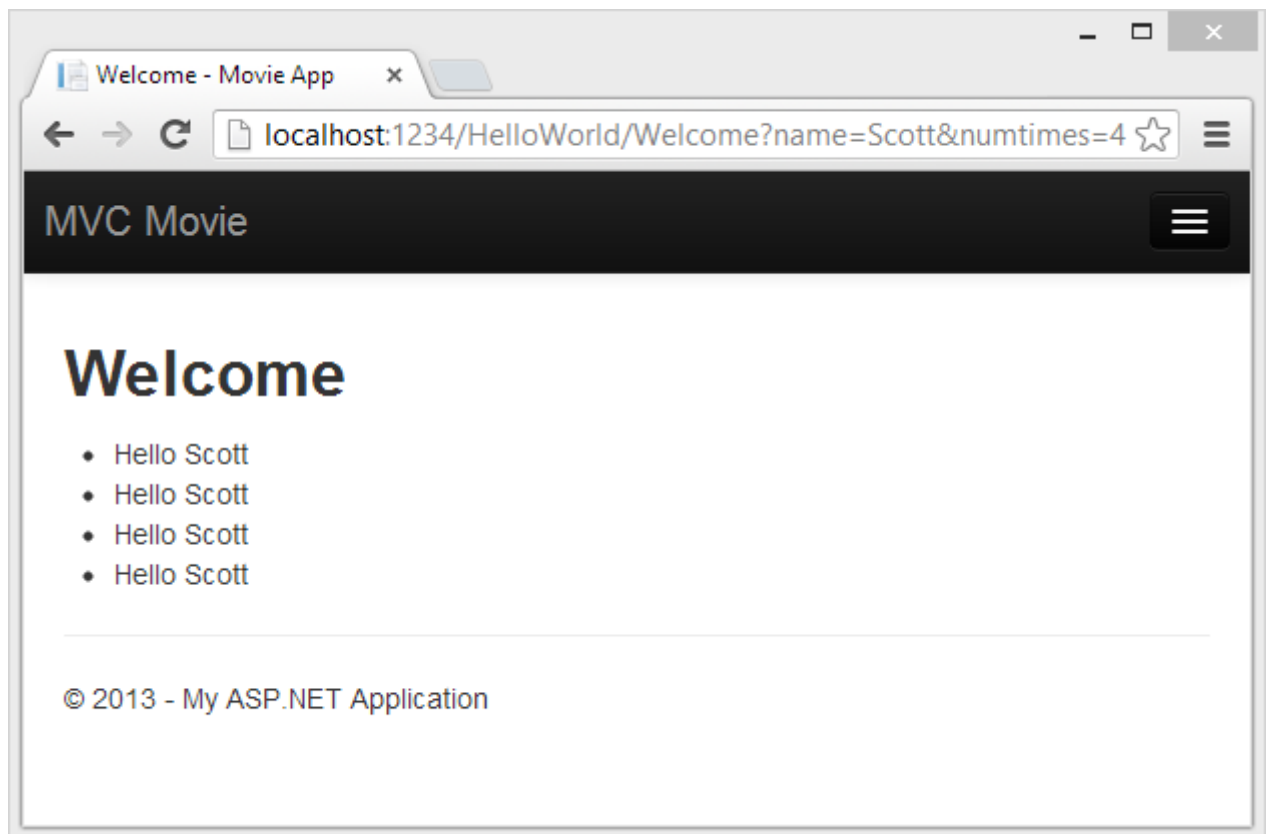 Welcome - Movie App
localhost:1234/HelloWorld/Welcome?name=Scott&numtimes=4
MVC Movie
Welcome
• Hello Scott
• Hello Scott
• Hello Scott
• Hello Scott
© 2013 - My ASP.NET Application